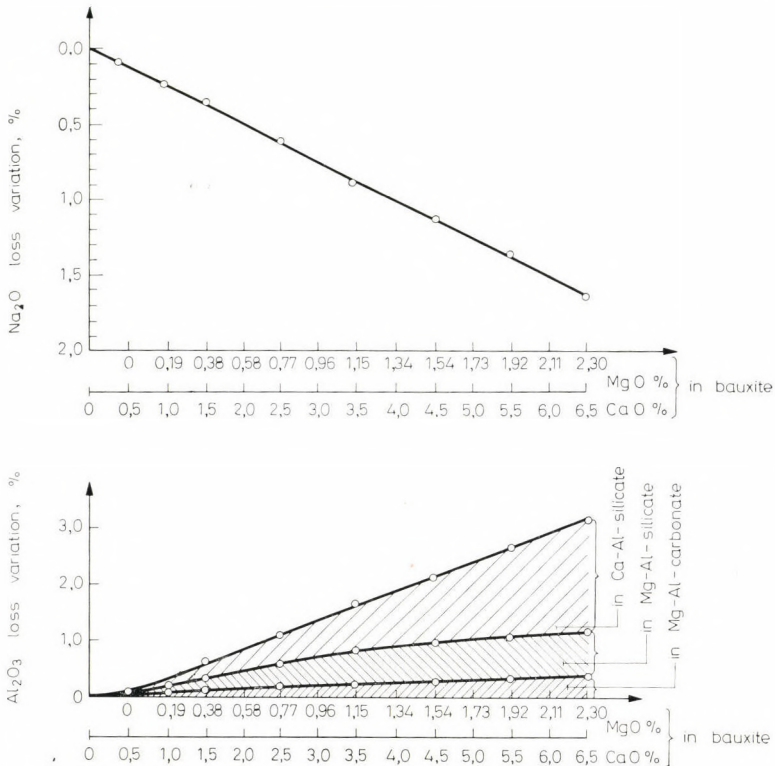 Na₂O loss variation, %
0,0
0,5
1,0
1,5
2,0
0 0,19 0,38 0,58 0,77 0,96 1,15 1,34 1,54 1,73 1,92 2,11 2,30
MgO %
0 0,5 1,0 1,5 2,0 2,5 3,0 3,5 4,0 4,5 5,0 5,5 6,0 6,5 CaO %
in bauxite
Al₂O₃ loss variation, %
3,0
2,0
1,0
0
in Ca-Al-silicate
in Mg-Al-silicate
in Mg-Al-carbonate
0 0,19 0,38 0,58 0,77 0,96 1,15 1,34 1,54 1,73 1,92 2,11 2,30
MgO %
0 0,5 1,0 1,5 2,0 2,5 3,0 3,5 4,0 4,5 5,0 5,5 6,0 6,5 CaO %
in bauxite